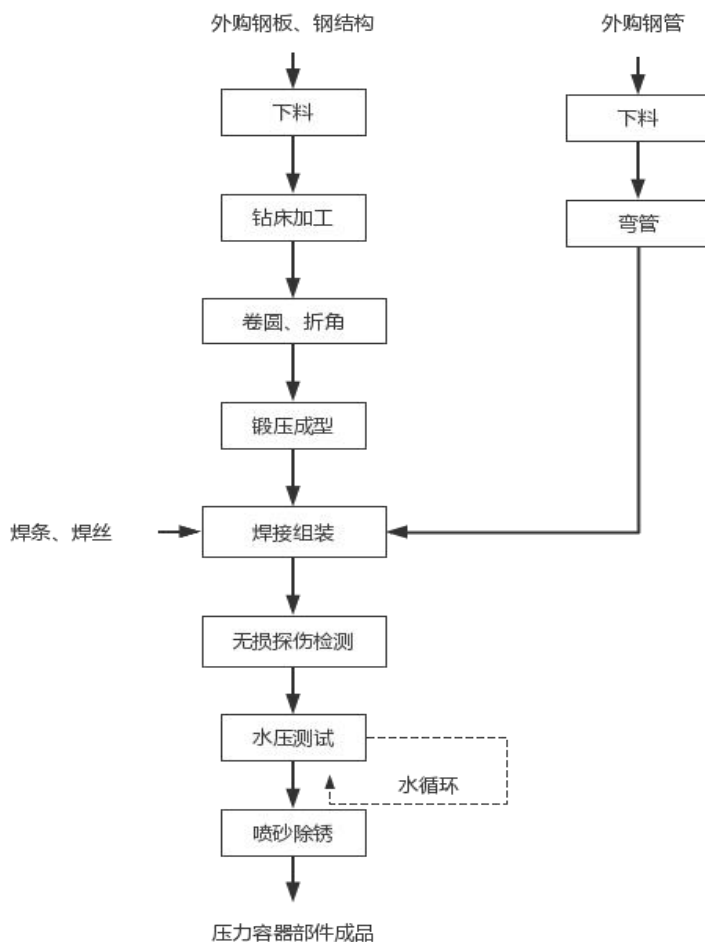 外购钢板、钢结构
外购钢管
下料
下料
钻床加工
弯管
卷圆、折角
锻压成型
焊条、焊丝
焊接组装
无损探伤检测
水压测试
水循环
喷砂除锈
压力容器部件成品